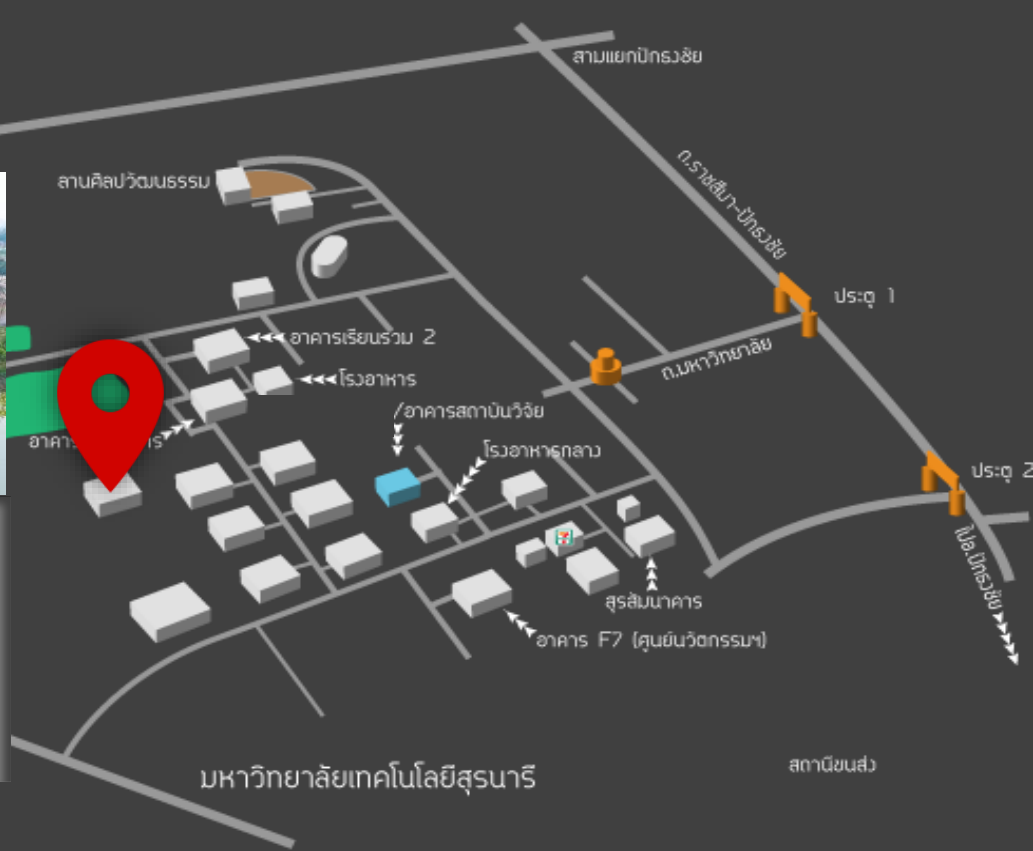 สามแยกปักธงชัย
ถ.ราชสีมา-ปักธงชัย
ลานศิลปวัฒนธรรม
ประตู 1
อาคารเรียนรวม 2
ถ.มหาวิทยาลัย
โรงอาหาร
/อาคารสถาบันวิจัย
โรงอาหารกลาง
ประตู 2
ไปอ.ปักธงชัย
สุรสัมนาคาร
อาคาร F7 (ศูนย์นวัตกรรมฯ)
มหาวิทยาลัยเทคโนโลยีสุรนารี
สถานีขนส่ง